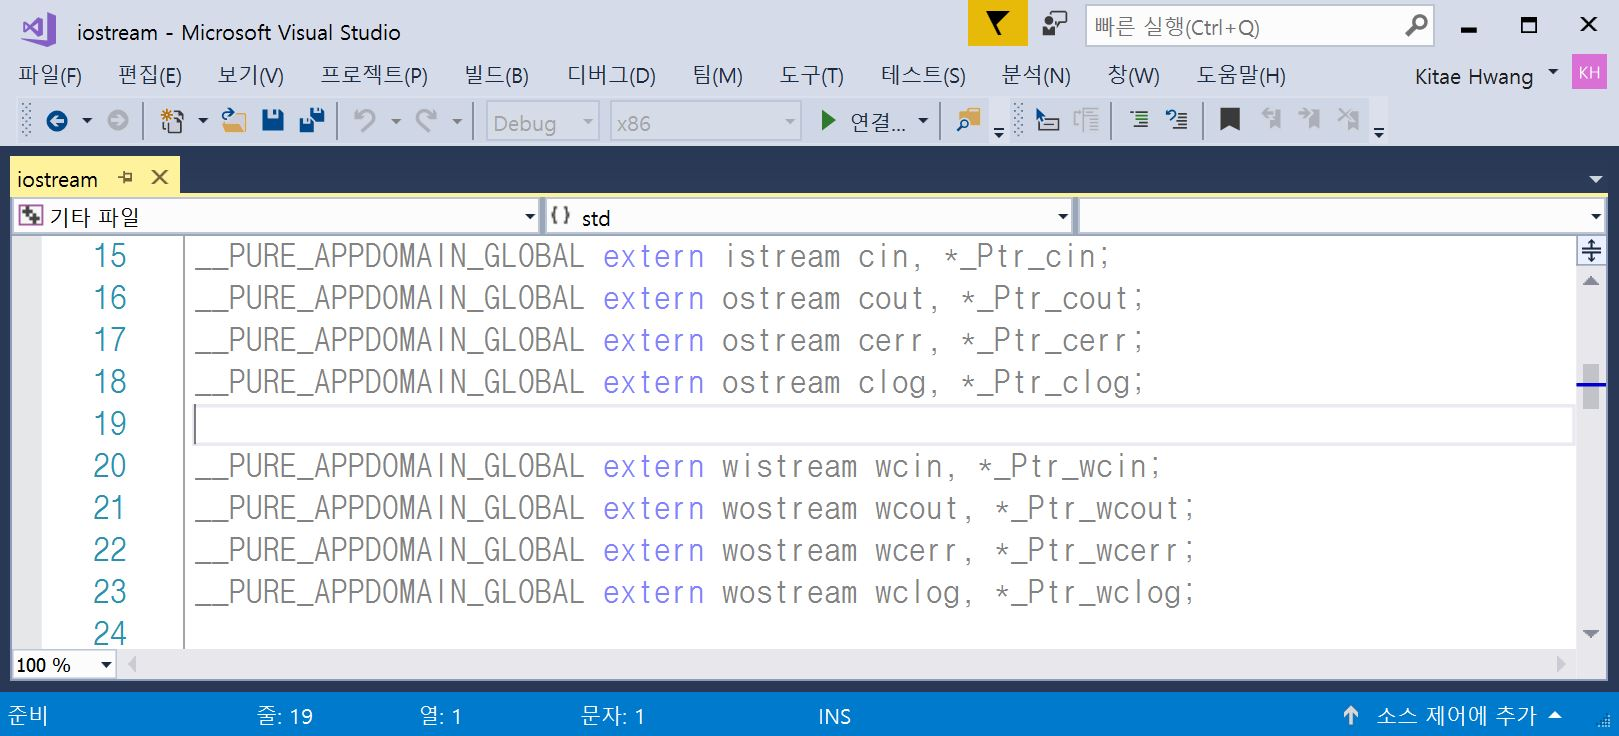 iostream - Microsoft Visual Studio
빠른 실행(Ctrl+Q)
파일(F) 편집(E) 보기(V) 프로젝트(P) 빌드(B) 디버그(D) 팀(M) 도구(T) 테스트(S) 분석(N) 창(W) 도움말(H) Kitae Hwang KH
Debug x86 연결...
iostream
기타 파일 {} std
15 __PURE_APPDOMAIN_GLOBAL extern istream cin, *_Ptr_cin;
16 __PURE_APPDOMAIN_GLOBAL extern ostream cout, *_Ptr_cout;
17 __PURE_APPDOMAIN_GLOBAL extern ostream cerr, *_Ptr_cerr;
18 __PURE_APPDOMAIN_GLOBAL extern ostream clog, *_Ptr_clog;
19
20 __PURE_APPDOMAIN_GLOBAL extern wistream wcin, *_Ptr_wcin;
21 __PURE_APPDOMAIN_GLOBAL extern wostream wcout, *_Ptr_wcout;
22 __PURE_APPDOMAIN_GLOBAL extern wostream wcerr, *_Ptr_wcerr;
23 __PURE_APPDOMAIN_GLOBAL extern wostream wclog, *_Ptr_wclog;
24
100 %
준비 줄: 19 열: 1 문자: 1 INS 소스 제어에 추가